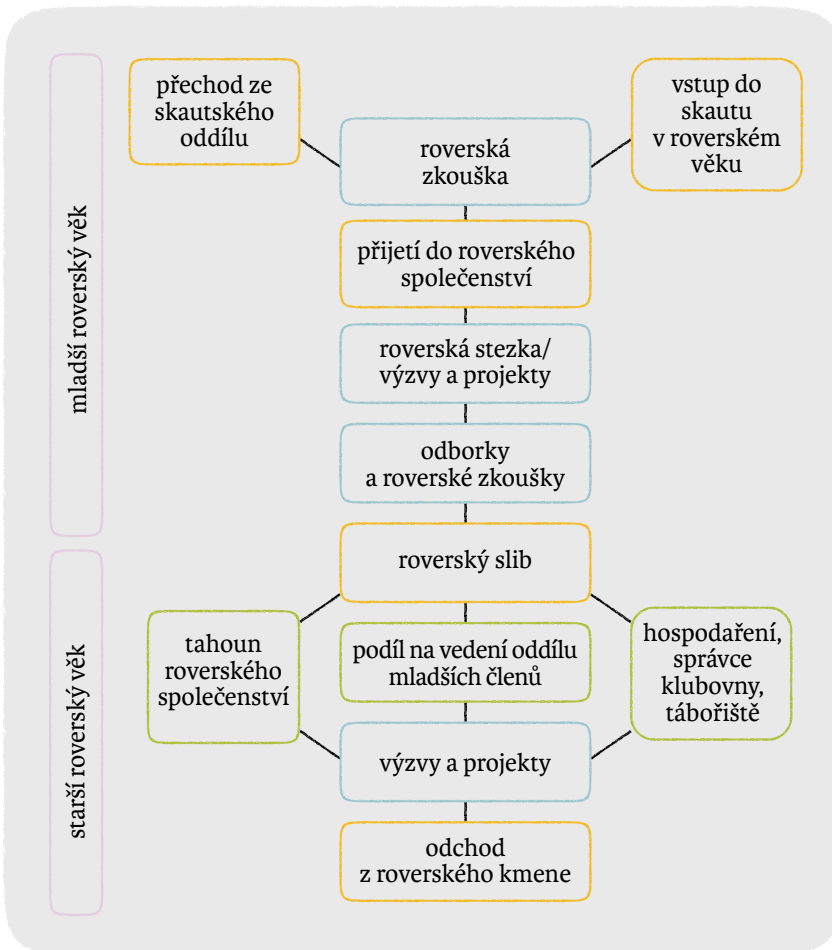 mladší roverský věk
přechod ze
skautského
oddílu
vstup do
skautu
v roverském
věku
roverská
zkouška
přijetí do roverského
společenství
roverská stezka/
výzvy a projekty
odborky
a roverské zkoušky
starší roverský věk
roverský slib
tahoun
roverského
společenství
podíl na vedení oddílu
mladších členů
hospodaření,
správce
klubovny,
tábořiště
výzvy a projekty
odchod
z roverského kmene